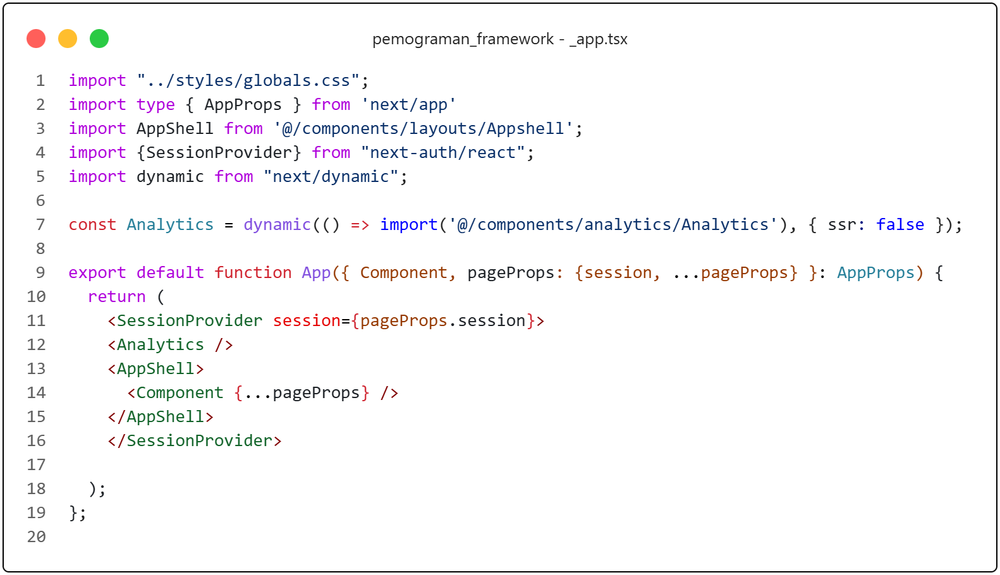 pemograman_framework - _app.tsx
1 import "../styles/globals.css";
2 import type { AppProps } from 'next/app'
3 import AppShell from '@/components/layouts/Appshell';
4 import {SessionProvider} from "next-auth/react";
5 import dynamic from "next/dynamic";
6
7 const Analytics = dynamic(() => import('@/components/analytics/Analytics'), { ssr: false });
8
9 export default function App({ Component, pageProps: {session, ...pageProps} }: AppProps) {
10   return (
11     <SessionProvider session={pageProps.session}>
12     <Analytics />
13     <AppShell>
14       <Component {...pageProps} />
15     </AppShell>
16     </SessionProvider>
17
18   );
19 };
20